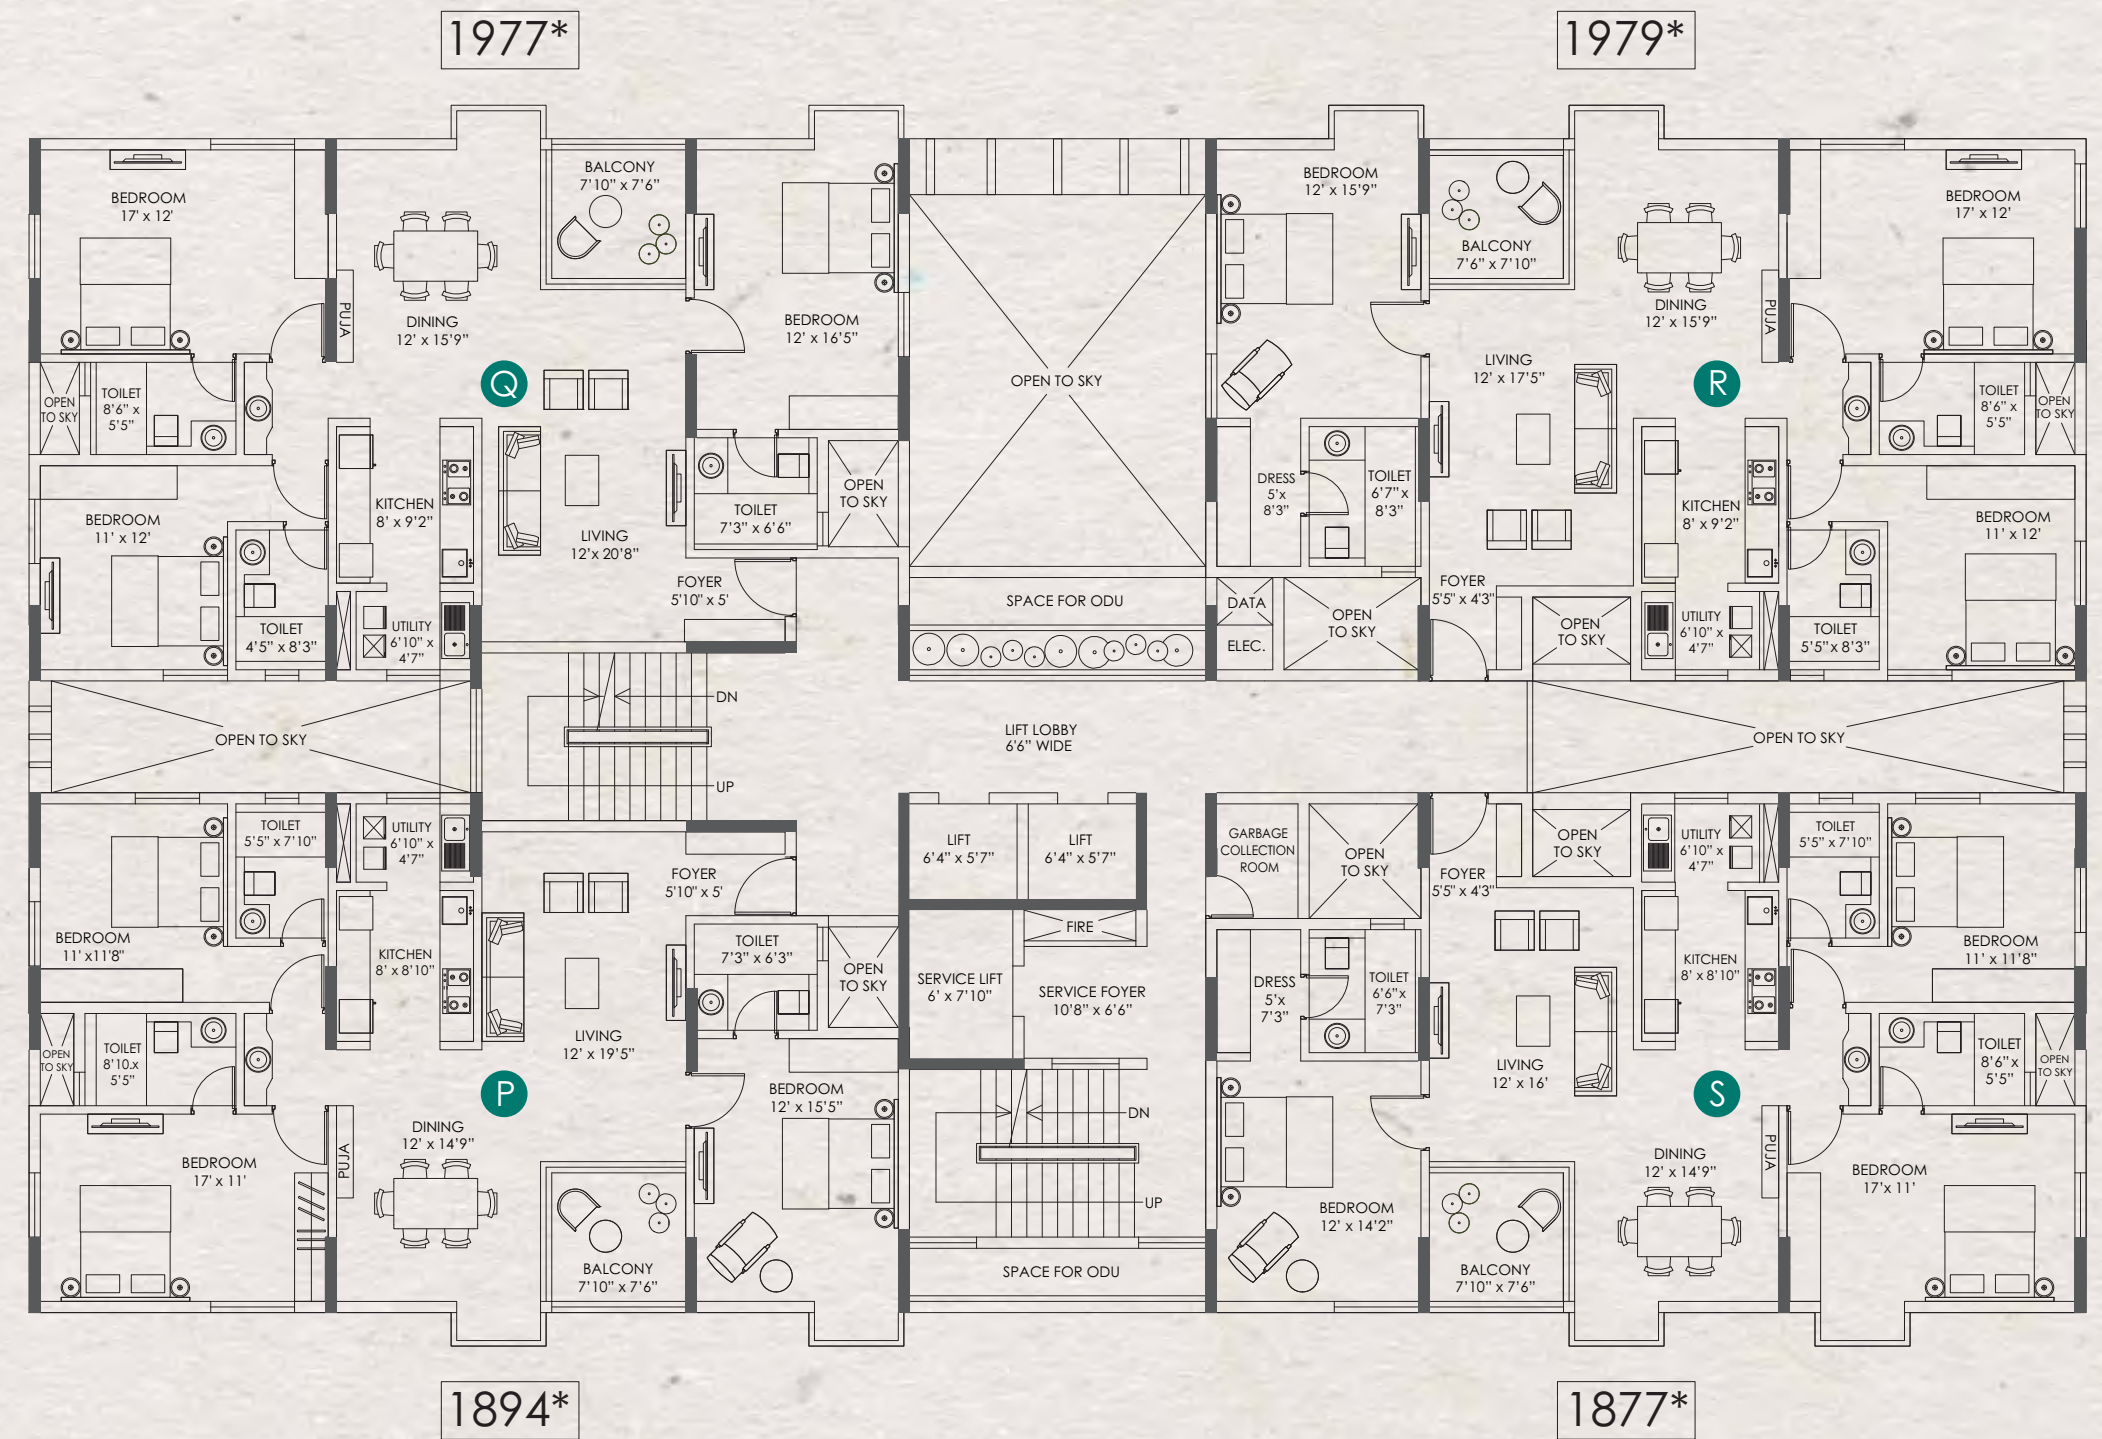 1977*
1979*
BEDROOM
17' x 12'
BALCONY
7'10" x 7'6"
DINING
12' x 15'9"
PUJA
BEDROOM
12' x 16'5"
Q
OPEN
TO SKY
TOILET
8'6" x
5'5"
KITCHEN
8' x 9'2"
BEDROOM
11' x 12'
TOILET
4'5" x 8'3"
UTILITY
6'10" x
4'7"
LIVING
12'x 20'8"
TOILET
7'3" x 6'6"
OPEN
TO SKY
FOYER
5'10" x 5'
OPEN TO SKY
SPACE FOR ODU
BEDROOM
12' x 15'9"
BALCONY
7'6" x 7'10"
DINING
12' x 15'9"
PUJA
BEDROOM
17' x 12'
LIVING
12' x 17'5"
R
TOILET
8'6" x
5'5"
OPEN
TO SKY
DRESS
5'x
8'3"
TOILET
6'7" x
8'3"
KITCHEN
8' x 9'2"
BEDROOM
11' x 12'
FOYER
5'5" x 4'3"
DATA
ELEC.
OPEN
TO SKY
OPEN
TO SKY
UTILITY
6'10" x
4'7"
TOILET
5'5" x 8'3"
OPEN TO SKY
DN
UP
LIFT LOBBY
6'6" WIDE
OPEN TO SKY
TOILET
5'5" x 7'10"
UTILITY
6'10" x
4'7"
FOYER
5'10" x 5'
BEDROOM
11' x11'8"
KITCHEN
8' x 8'10"
TOILET
7'3" x 6'3"
OPEN
TO SKY
OPEN
TO SKY
TOILET
8'10.x
5'5"
LIVING
12' x 19'5"
P
BEDROOM
12' x 15'5"
DINING
12' x 14'9"
PUJA
BEDROOM
17' x 11'
BALCONY
7'10" x 7'6"
LIFT
6'4" x 5'7"
LIFT
6'4" x 5'7"
FIRE
SERVICE LIFT
6' x 7'10"
SERVICE FOYER
10'8" x 6'6"
DN
UP
SPACE FOR ODU
GARBAGE
COLLECTION
ROOM
OPEN
TO SKY
FOYER
5'5" x 4'3"
OPEN
TO SKY
UTILITY
6'10" x
4'7"
TOILET
5'5" x 7'10"
BEDROOM
11' x 11'8"
KITCHEN
8' x 8'10"
DRESS
5'x
7'3"
TOILET
6'6"x
7'3"
LIVING
12' x 16'
S
TOILET
8'6"x
5'5"
OPEN
TO SKY
DINING
12' x 14'9"
PUJA
BEDROOM
17'x 11'
BEDROOM
12' x 14'2"
BALCONY
7'10" x 7'6"
1894*
1877*